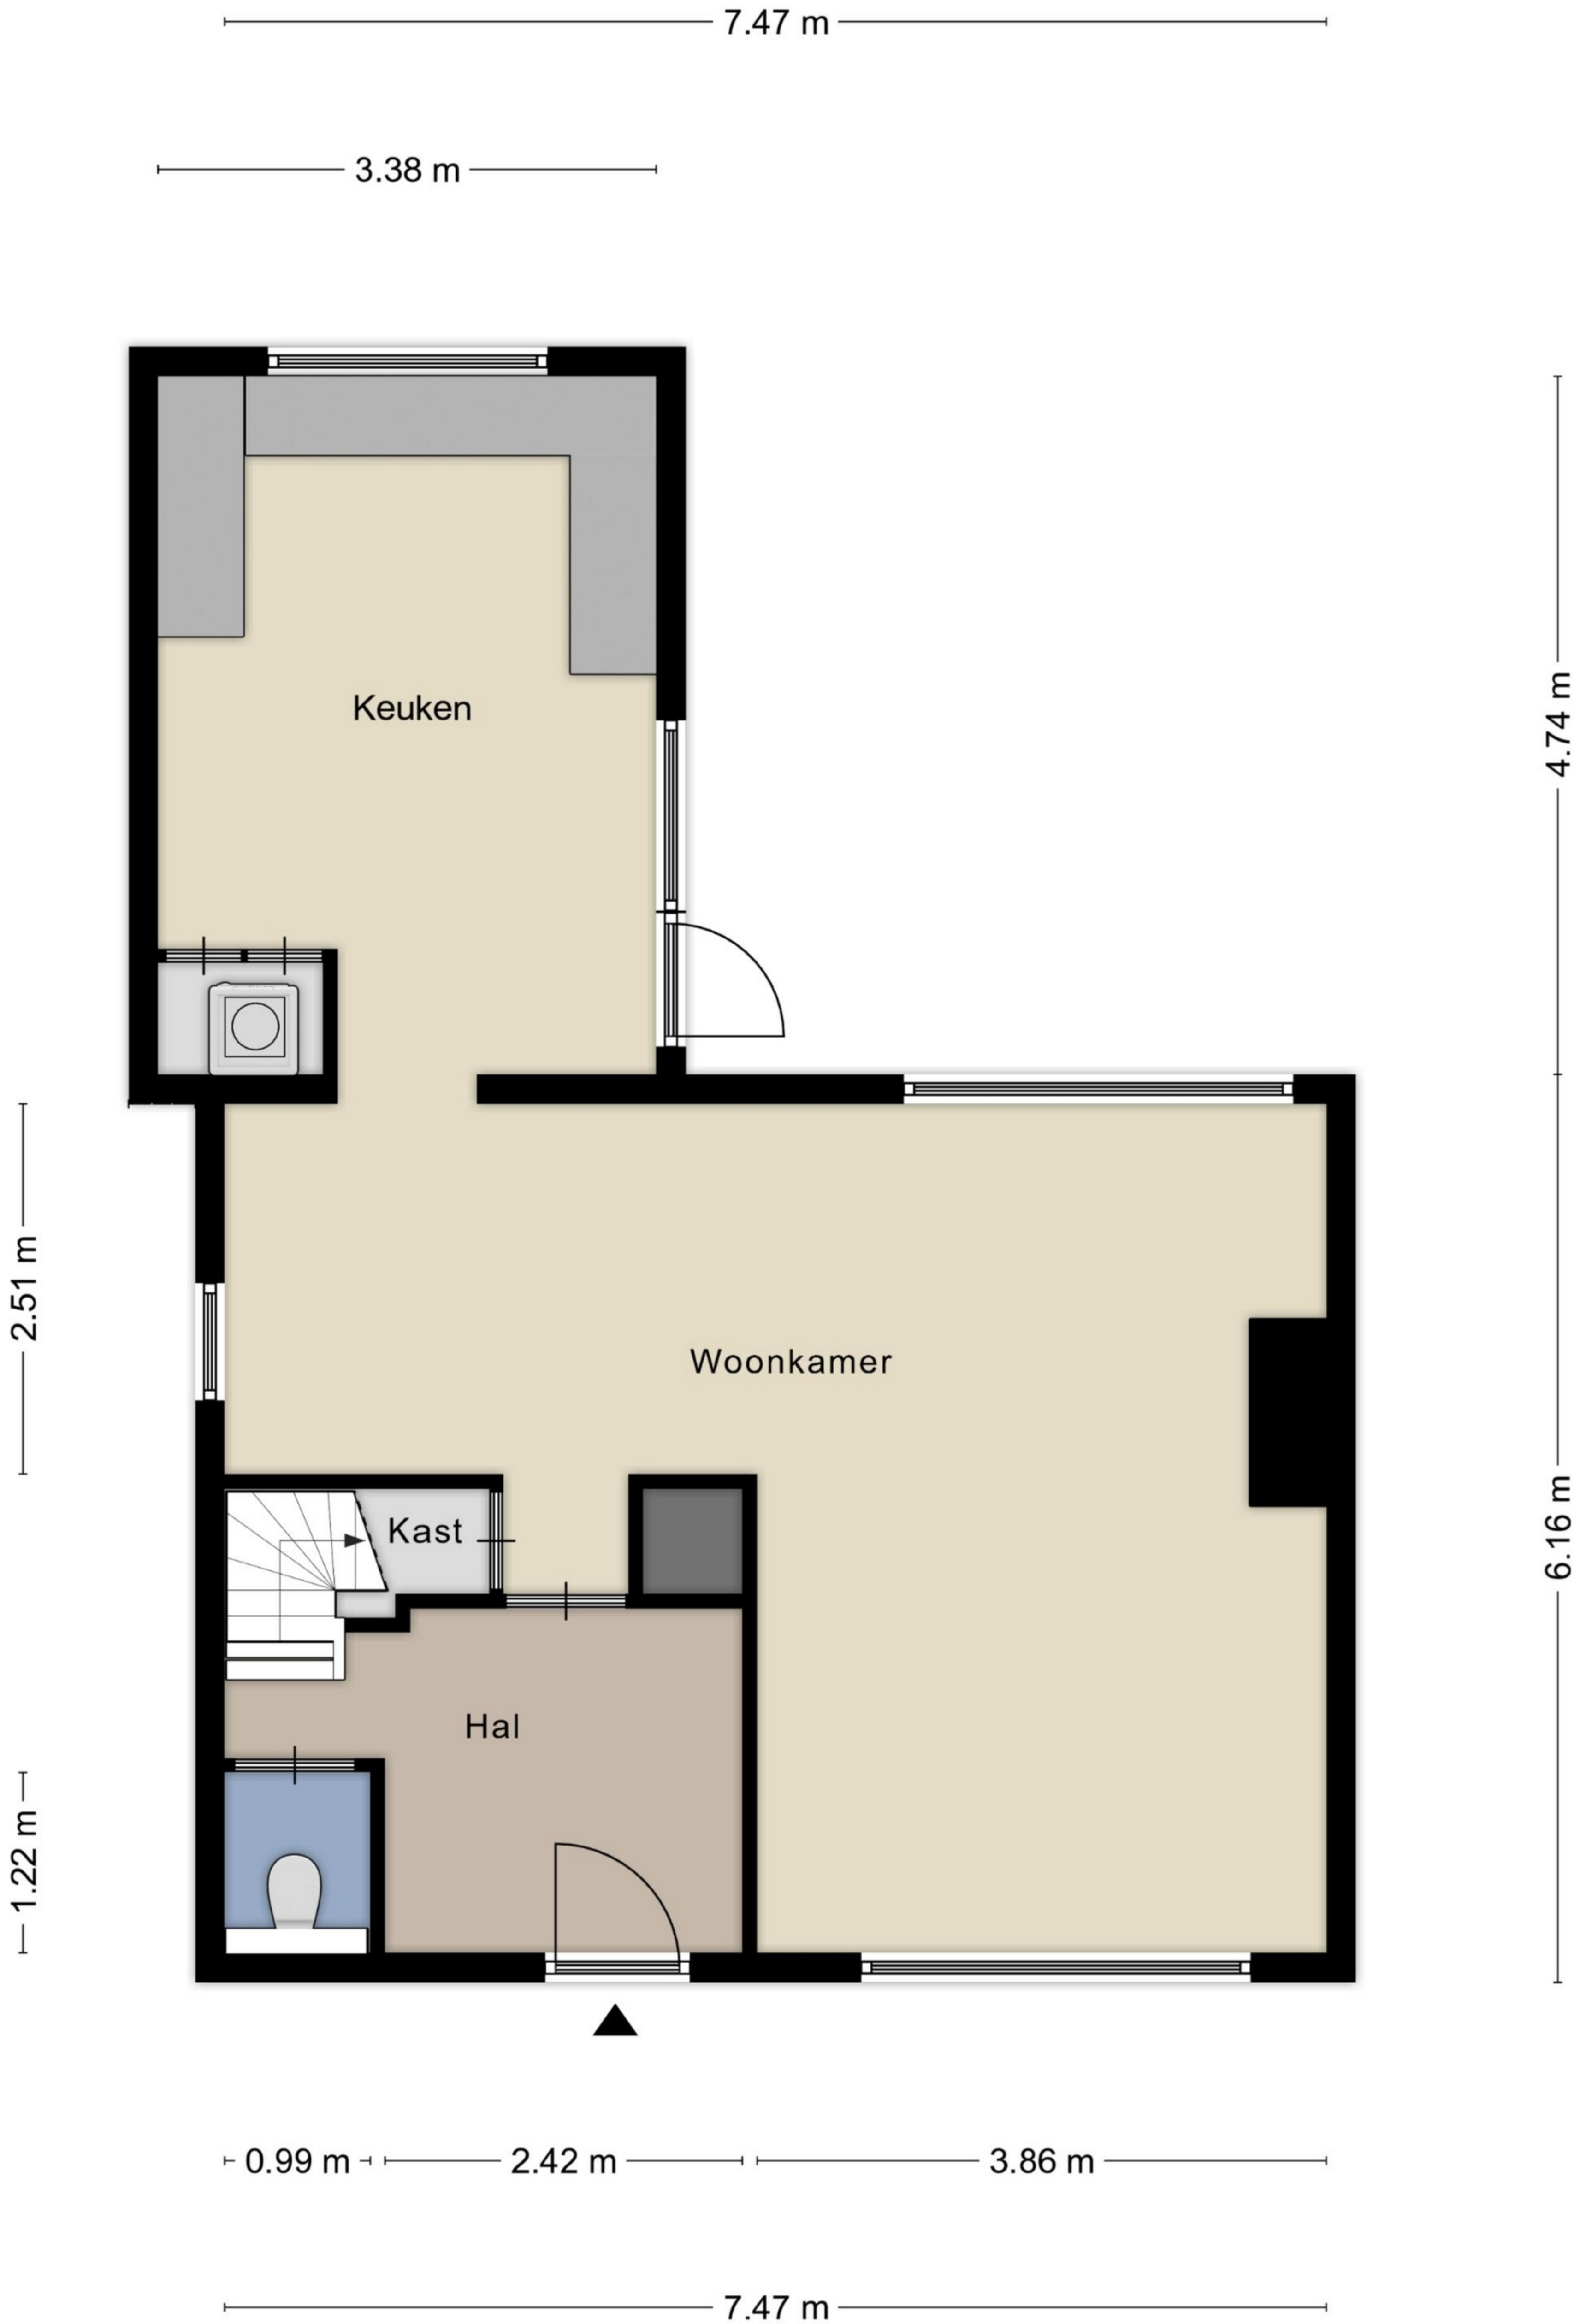 7.47 m
3.38 m
Keuken
4.74 m
2.51 m
Woonkamer
6.16 m
Kast
Hal
1.22 m
0.99 m
2.42 m
3.86 m
7.47 m